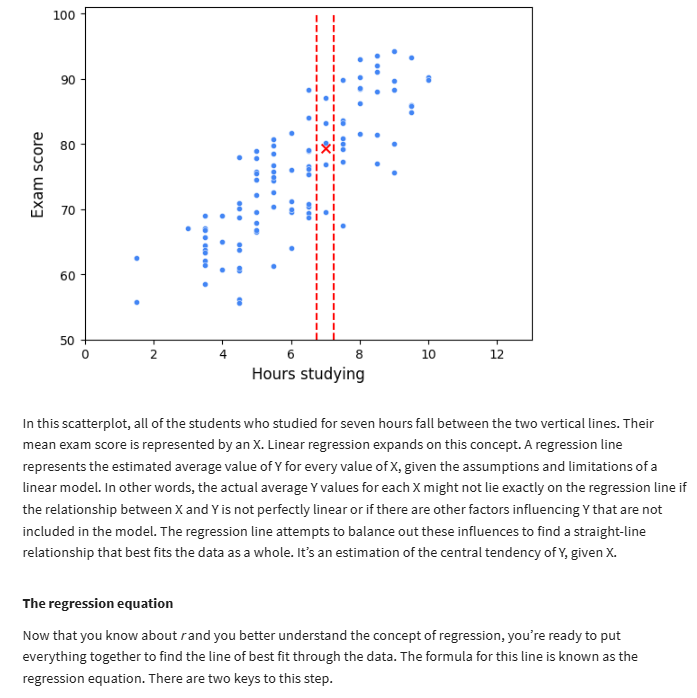 100
90
80
70
60
50
Exam score
0 2 4 6 8 10 12
Hours studying
In this scatterplot, all of the students who studied for seven hours fall between the two vertical lines. Their
mean exam score is represented by an X. Linear regression expands on this concept. A regression line
represents the estimated average value of Y for every value of X, given the assumptions and limitations of a
linear model. In other words, the actual average Y values for each X might not lie exactly on the regression line if
the relationship between X and Y is not perfectly linear or if there are other factors influencing Y that are not
included in the model. The regression line attempts to balance out these influences to find a straight-line
relationship that best fits the data as a whole. It’s an estimation of the central tendency of Y, given X.
The regression equation
Now that you know about r and you better understand the concept of regression, you’re ready to put
everything together to find the line of best fit through the data. The formula for this line is known as the
regression equation. There are two keys to this step.